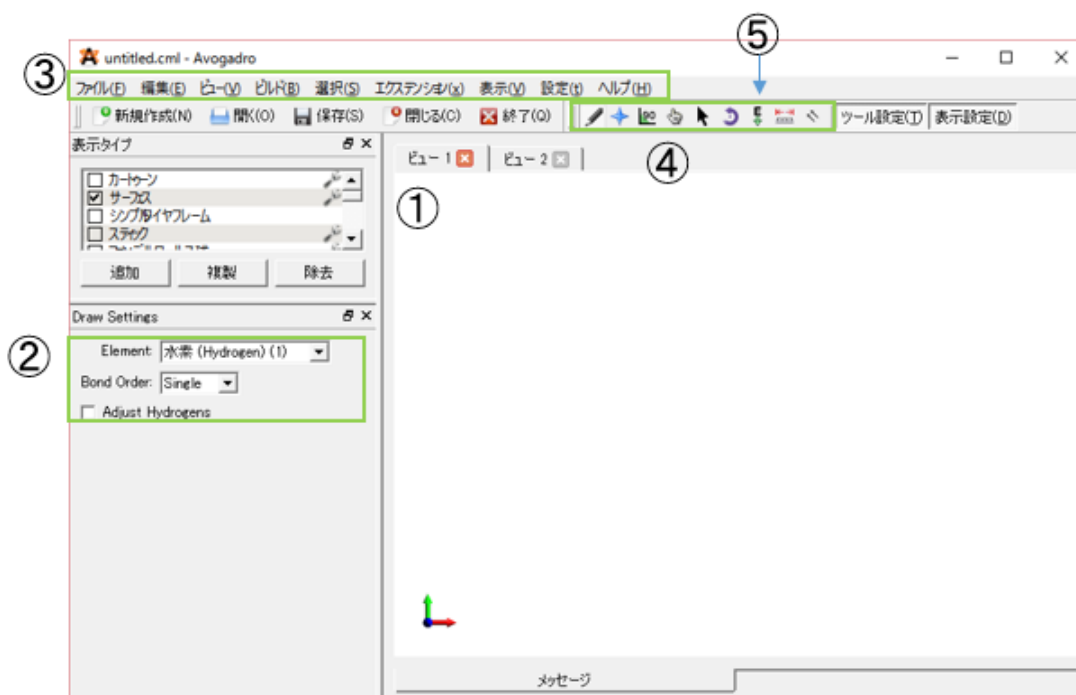 ⑤
untitled.cml - Avogadro
③
ファイル(F) 編集(E) ビュー(V) ビルド(B) 選択(S) エクステンション(x) 表示(V) 設定(t) ヘルプ(H)
新規作成(N) 開く(O) 保存(S) 閉じる(C) 終了(Q) ツール設定(T) 表示設定(D)
表示タイプ
ビュー 1 ビュー 2
④
①
カートゥーン
サーフェス
シンプルワイヤフレーム
スティック
追加 複製 除去
Draw Settings
②
Element: 水素 (Hydrogen) (1)
Bond Order: Single
Adjust Hydrogens
メッセージ